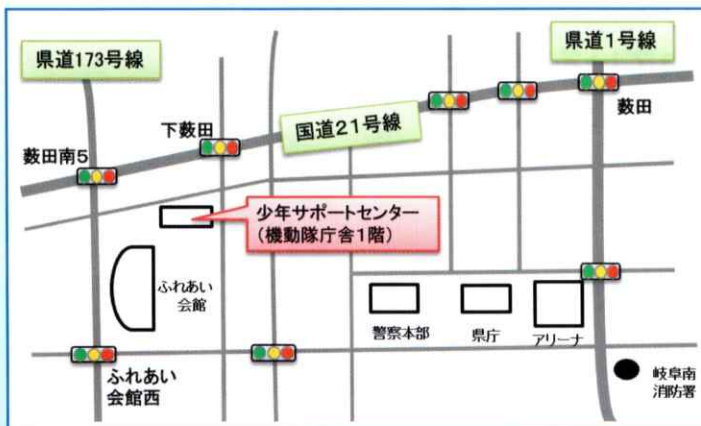 県道173号線
県道1号線
薮田
下薮田
国道21号線
薮田南5
少年サポートセンター
(機動隊庁舎1階)
ふれあい
会館
警察本部
県庁
アリーナ
ふれあい
会館西
岐阜南
消防署